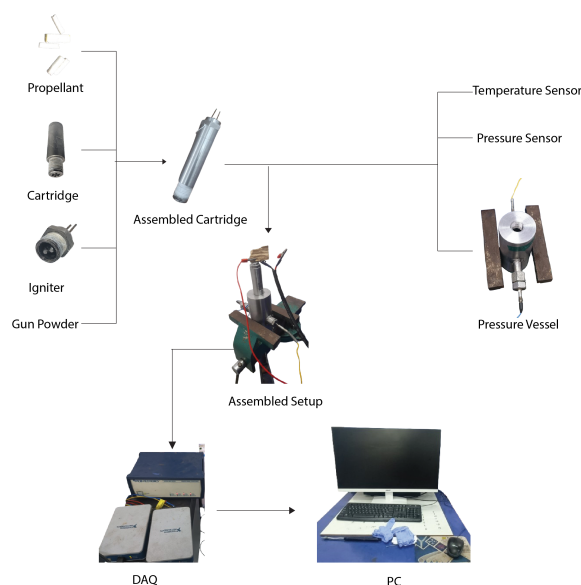 Propellant
Temperature Sensor
Pressure Sensor
Cartridge
Assembled Cartridge
Igniter
Gun Powder
Pressure Vessel
Assembled Setup
DAQ
PC